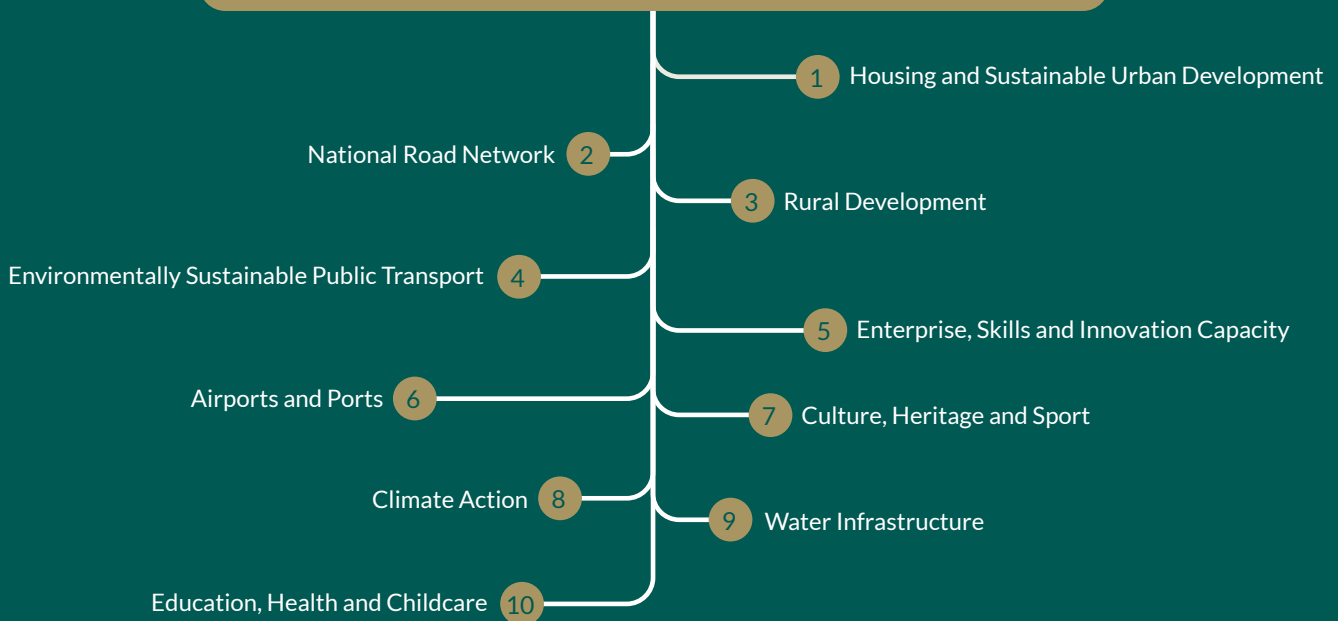 1 Housing and Sustainable Urban Development
National Road Network 2
3 Rural Development
Environmentally Sustainable Public Transport 4
5 Enterprise, Skills and Innovation Capacity
Airports and Ports 6
7 Culture, Heritage and Sport
Climate Action 8
9 Water Infrastructure
Education, Health and Childcare 10